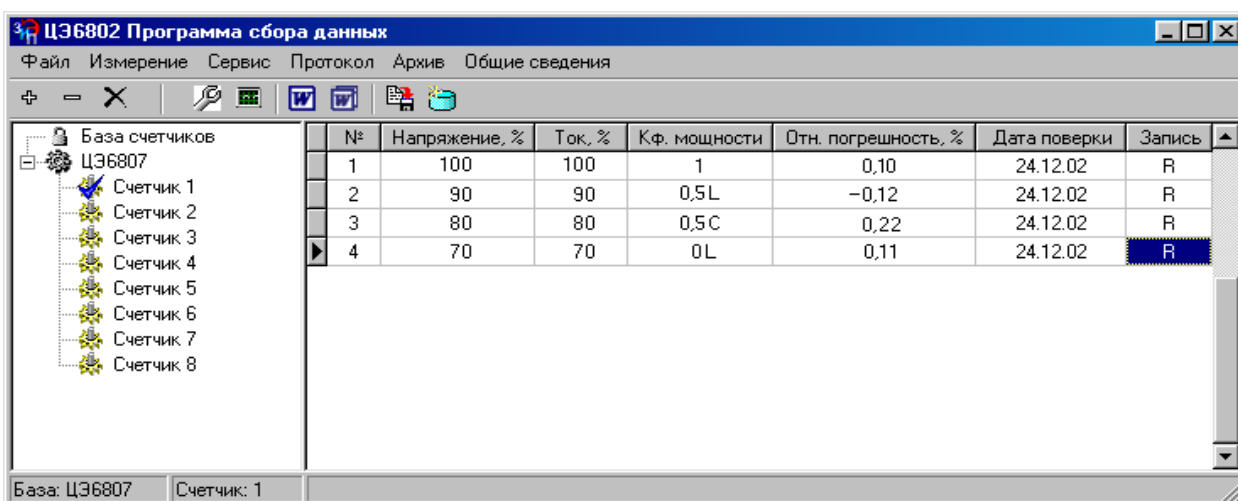 ЦЭ6802 Программа сбора данных
Файл Измерение Сервис Протокол Архив Общие сведения
База счетчиков
ЦЭ6807
Счетчик 1
Счетчик 2
Счетчик 3
Счетчик 4
Счетчик 5
Счетчик 6
Счетчик 7
Счетчик 8
№ Напряжение, % Ток, % Кф. мощности Отн. погрешность, % Дата поверки Запись
1 100 100 1 0,10 24.12.02 R
2 90 90 0,5L −0,12 24.12.02 R
3 80 80 0,5C 0,22 24.12.02 R
4 70 70 0L 0,11 24.12.02 R
База: ЦЭ6807 Счетчик: 1